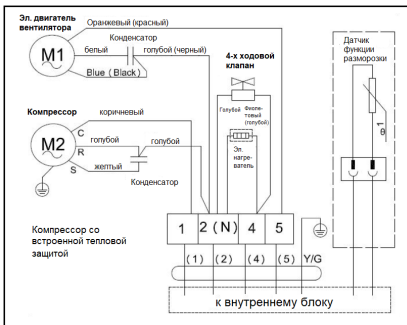 Эл. двигатель
вентилятора
Оранжевый (красный)
M1
белый
Конденсатор
голубой (черный)
Blue (Black)
4-х ходовой
клапан
Голубой
Фиоле-
товый
(голубой)
Эл.
нагре-
ватель
Датчик
функции
разморозки
θ 1
Компрессор
M2
C
R
S
коричневый
голубой
голубой
желтый
Конденсатор
Компрессор со
встроенной тепловой
защитой
1 2 (N) 4 5
(1) (2) (4) (5) Y/G
к внутреннему блоку